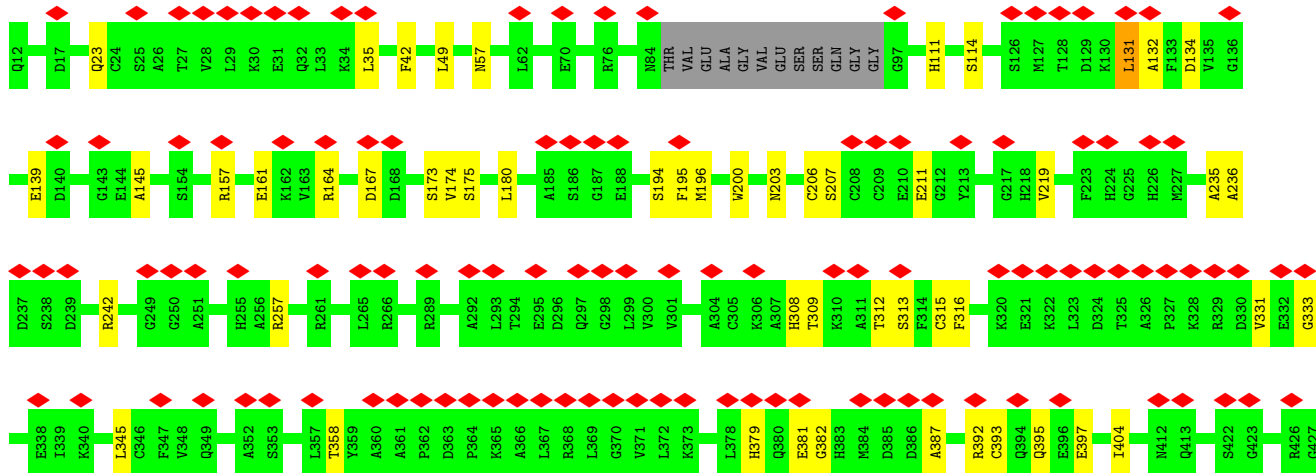 Q12 D17 Q23 C24 S25 A26 T27 V28 L29 K30 E31 Q32 L33 K34 L35 F42 L49 N57 L62 E70 R76 N84 THR VAL GLU ALA GLY VAL GLU SER SER GLN GLY GLY G97 H111 S114 S126 M127 T128 D129 K130 L131 A132 F133 D134 V135 G136
E139 D140 G143 E144 A145 S154 R157 E161 K162 V163 R164 D167 D168 S173 V174 S175 L180 A185 S186 G187 E188 S194 F195 M196 W200 N203 C206 S207 C208 C209 E210 E211 G212 Y213 G217 H218 V219 F223 H224 G225 H226 M227 A235 A236
D237 S238 D239 R242 G249 G250 A251 H255 A256 R257 R261 L265 R266 R289 A292 L293 T294 E295 D296 Q297 G298 L299 V300 V301 A304 C305 K306 A307 H308 T309 K310 A311 T312 S313 F314 C315 F316 K320 E321 K322 L323 D324 T325 A326 P327 K328 R329 D330 V331 E332 G333
E338 I339 K340 L345 C346 F347 V348 Q349 A352 S353 L357 T358 Y359 A360 A361 P362 D363 P364 K365 A366 L367 R368 L369 G370 V371 L372 K373 L378 H379 Q380 E381 G382 H383 M384 D385 D386 A387 R392 C393 Q394 Q395 E396 E397 I404 N412 Q413 S422 G423 R426 G427